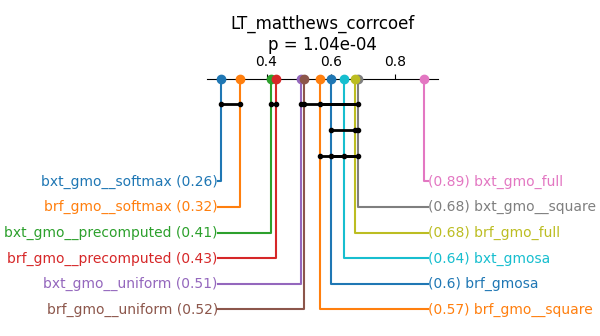 LT_matthews_corrcoef
p = 1.04e-04
0.4 0.6 0.8
bxt_gmo__softmax (0.26) (0.89) bxt_gmo_full
brf_gmo__softmax (0.32) (0.68) bxt_gmo__square
bxt_gmo__precomputed (0.41) (0.68) brf_gmo_full
brf_gmo__precomputed (0.43) (0.64) bxt_gmosa
bxt_gmo__uniform (0.51) (0.6) brf_gmosa
brf_gmo__uniform (0.52) (0.57) brf_gmo__square